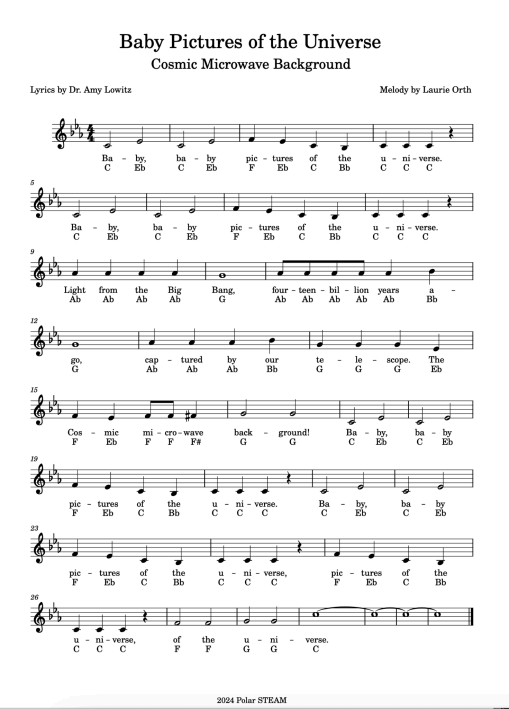 Baby Pictures of the Universe
Cosmic Microwave Background
Lyrics by Dr. Amy Lowitz Melody by Laurie Orth
Ba – by, ba – by pic – tures of the u – ni – verse.
C Eb C Eb F Eb C Bb C C C
5
Ba – by, ba – by pic – tures of the u – ni – verse.
C Eb C Eb F Eb C Bb C C C
9
Light from the Big Bang, four – teen – bil – lion years a –
Ab Ab Ab Ab G Ab Ab Ab Ab Ab Bb
12
go, cap – tured by our te – le – scope. The
G Ab Ab Ab Bb G G G Eb
15
Cos – mic mi – cro – wave back – ground! Ba – by, ba – by
F Eb F F F# G G C Eb C Eb
19
pic – tures of the u – ni – verse. Ba – by, ba – by
F Eb C Bb C C C C Eb C Eb
23
pic – tures of the u – ni – verse, pic – tures of the
F Eb C Bb C C C F Eb C Bb
26
u – ni – verse, of the u – ni – verse.
C C C F F G G C
2024 Polar STEAM